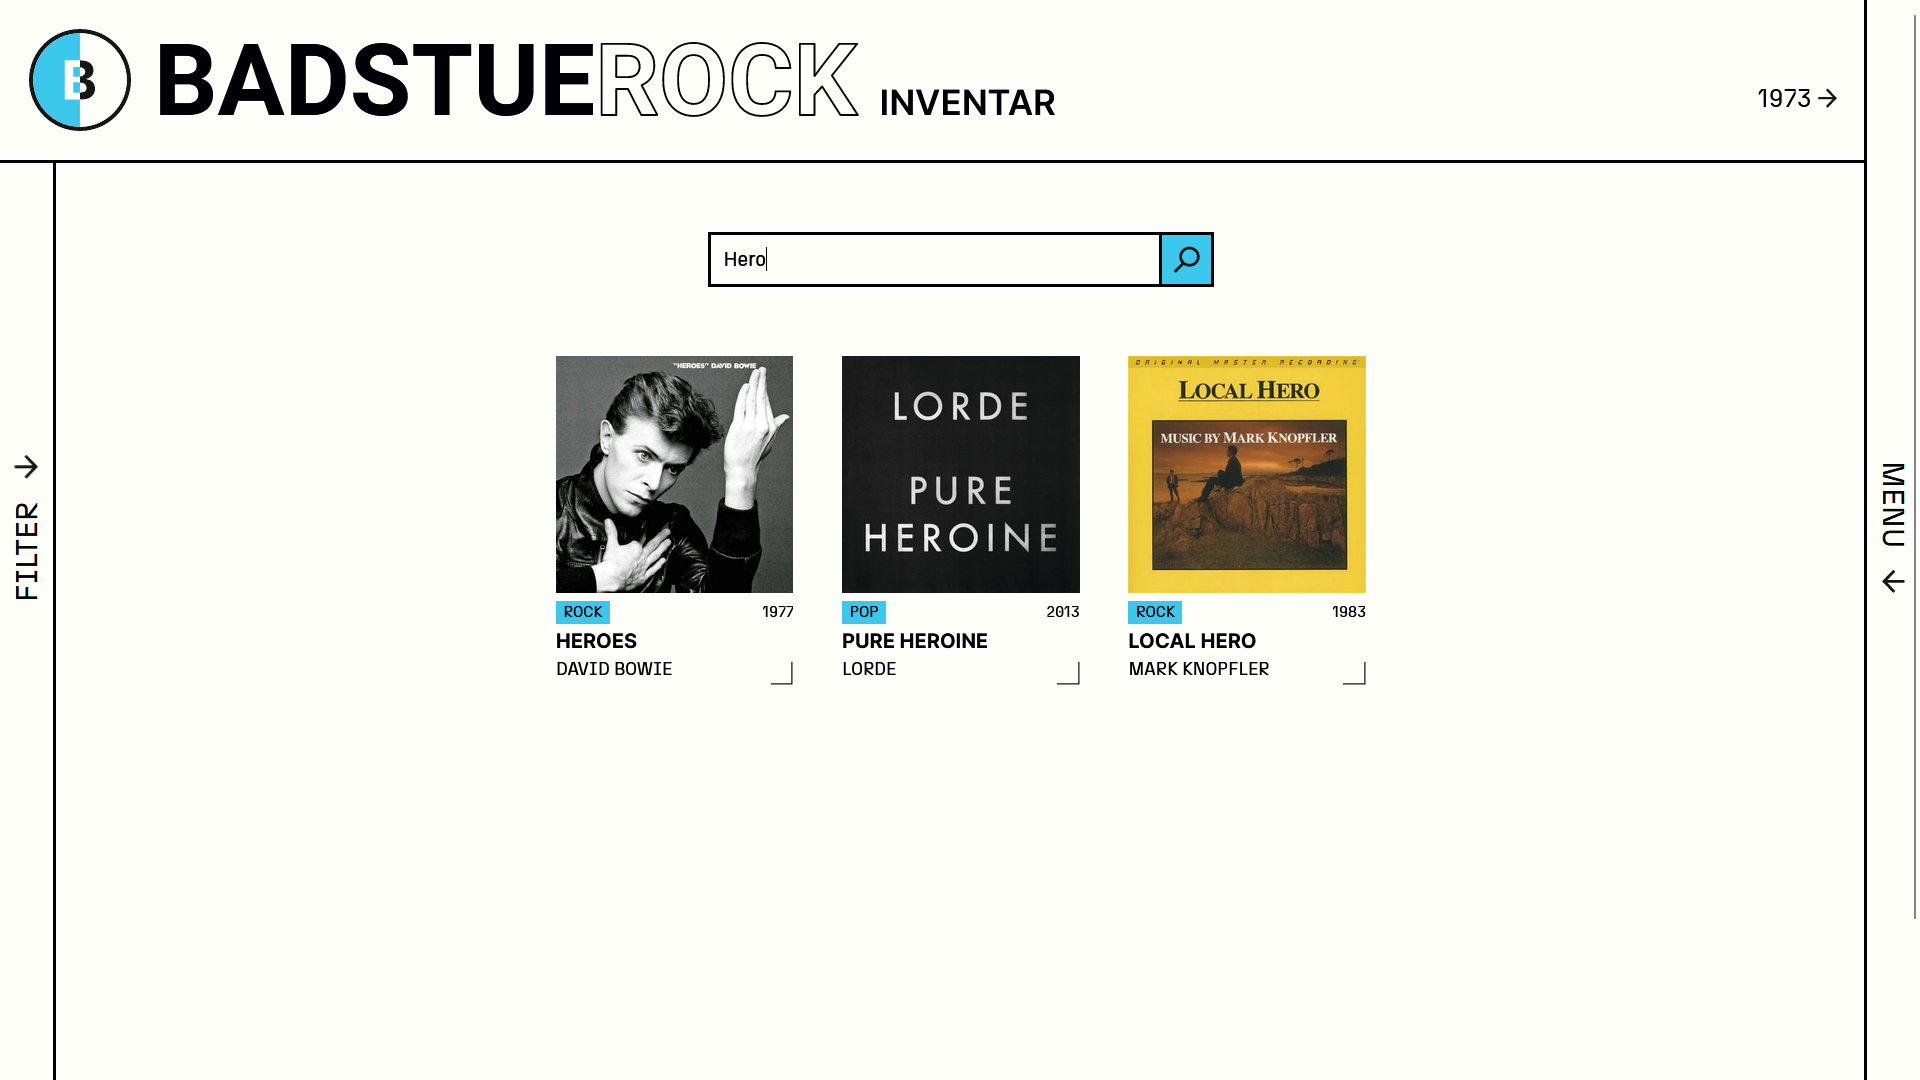 B
BADSTUEROCK INVENTAR
1973 →
FILTER →
MENU ←
Hero
"HEROES" DAVID BOWIE
ROCK 1977
HEROES
DAVID BOWIE
LORDE
PURE
HEROINE
POP 2013
PURE HEROINE
LORDE
ORIGINAL MASTER RECORDING
LOCAL HERO
MUSIC BY MARK KNOPFLER
ROCK 1983
LOCAL HERO
MARK KNOPFLER